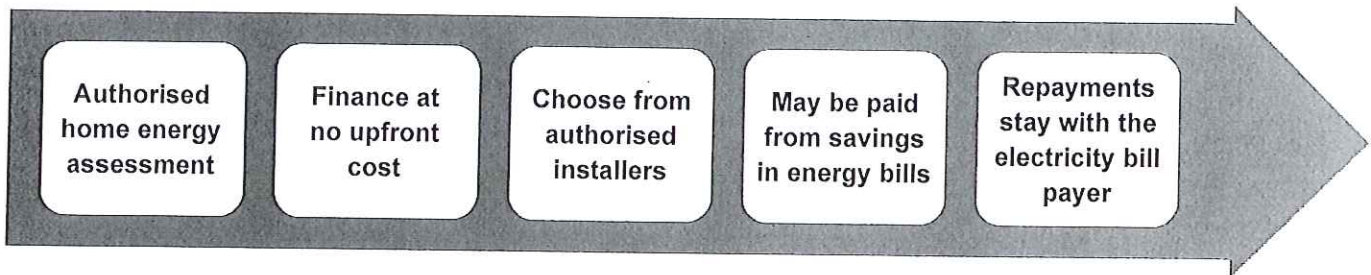 Authorised
home energy
assessment
Finance at
no upfront
cost
Choose from
authorised
installers
May be paid
from savings
in energy bills
Repayments
stay with the
electricity bill
payer